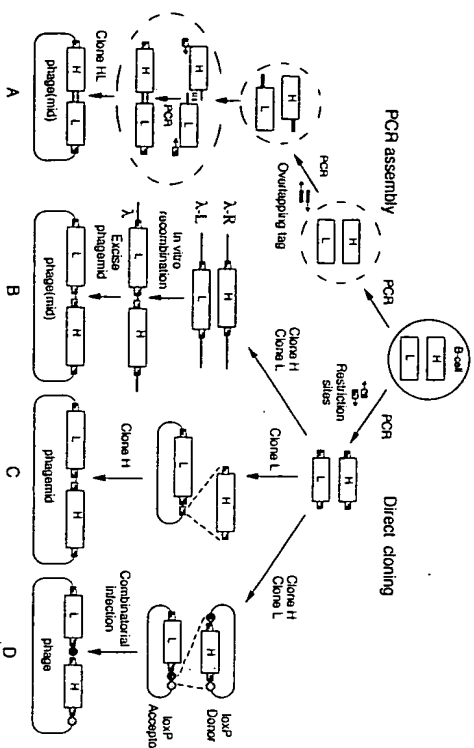 PCR assembly
Direct cloning
B-cell
H
L
PCR
PCR
Restriction
sites
H
L
PCR
Overlapping tag
H
L
H
L
Clone H
Clone L
Clone L
Clone H
Clone L
H
L
PCR
H
L
λ-R
λ-L
H
L
In vitro
recombination
H
L
Clone H
H
L
loxP
Donor
loxP
Accepto
Combinatorial
infection
λ
L
H
Excise
phagemid
Clone HL
H
L
phage(mid)
L
H
phage(mid)
L
H
phagemid
L
H
phage
A
B
C
D